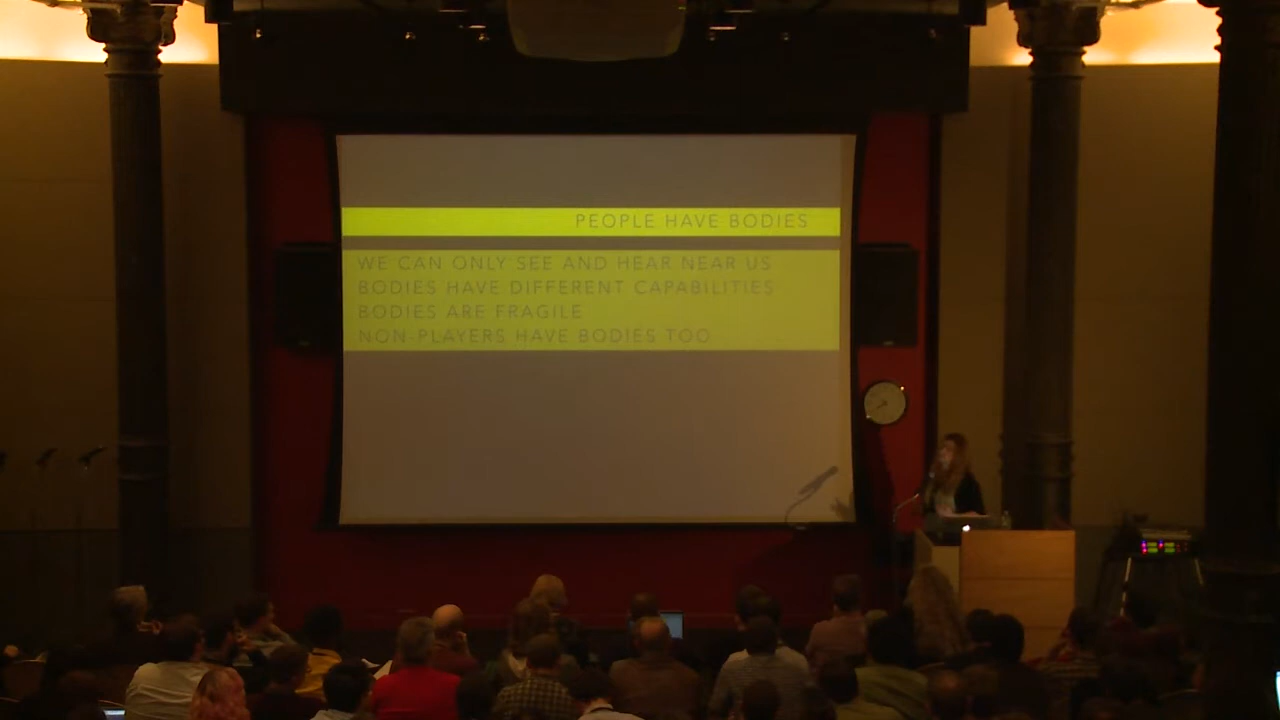 PEOPLE HAVE BODIES
WE CAN ONLY SEE AND HEAR NEAR US
BODIES HAVE DIFFERENT CAPABILITIES
BODIES ARE FRAGILE
NON-PLAYERS HAVE BODIES TOO